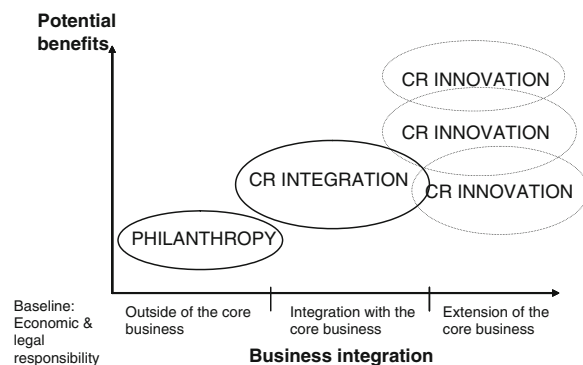 Potential
benefits
CR INNOVATION
CR INNOVATION
CR INTEGRATION
CR INNOVATION
PHILANTHROPY
Baseline:
Economic &
legal
responsibility
Outside of the core
business
Integration with the
core business
Extension of the
core business
Business integration